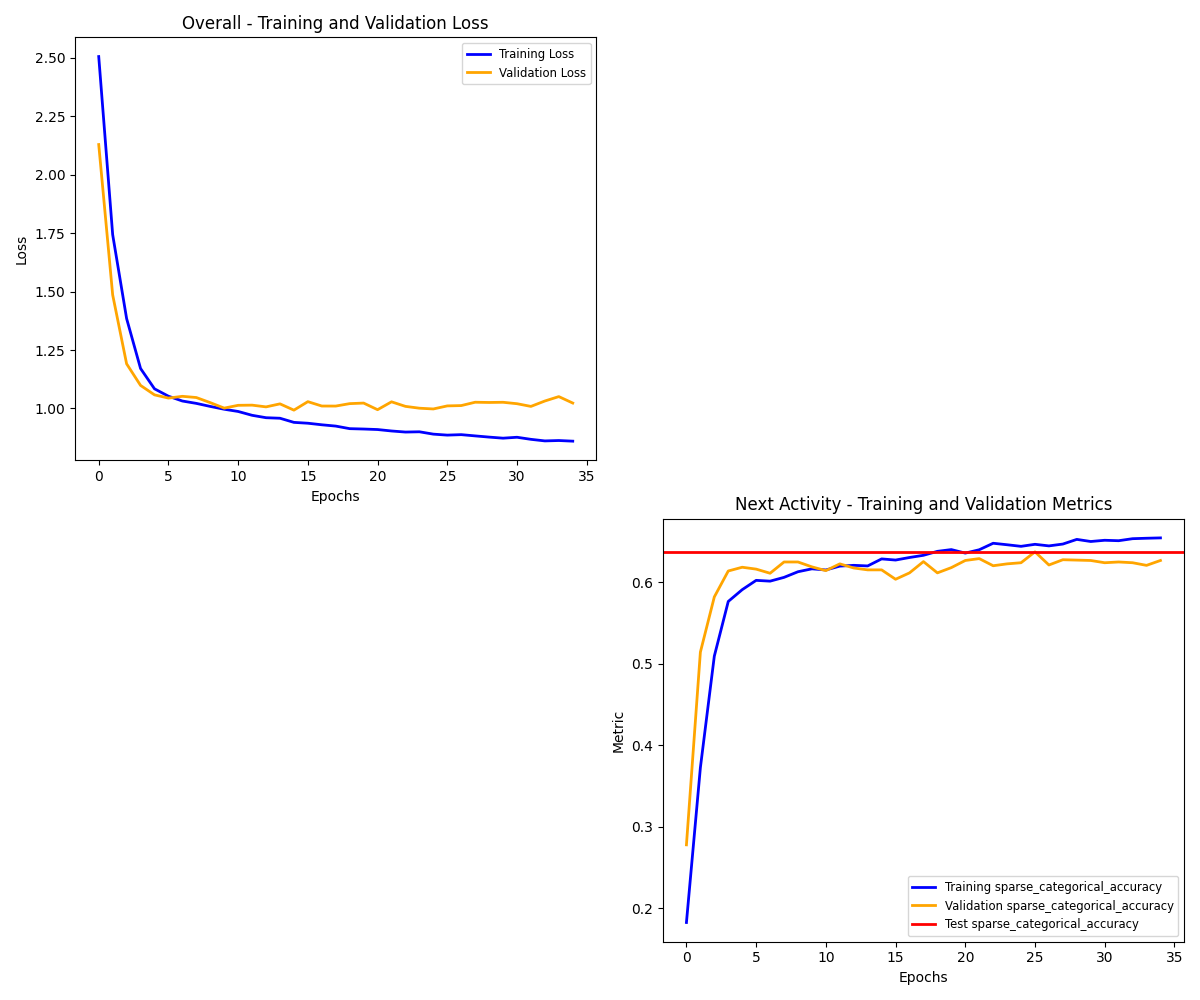 Overall - Training and Validation Loss
Training Loss
Validation Loss
2.50
2.25
2.00
1.75
1.50
1.25
1.00
Loss
0 5 10 15 20 25 30 35
Epochs
Next Activity - Training and Validation Metrics
0.6
0.5
0.4
0.3
0.2
Metric
Training sparse_categorical_accuracy
Validation sparse_categorical_accuracy
Test sparse_categorical_accuracy
0 5 10 15 20 25 30 35
Epochs